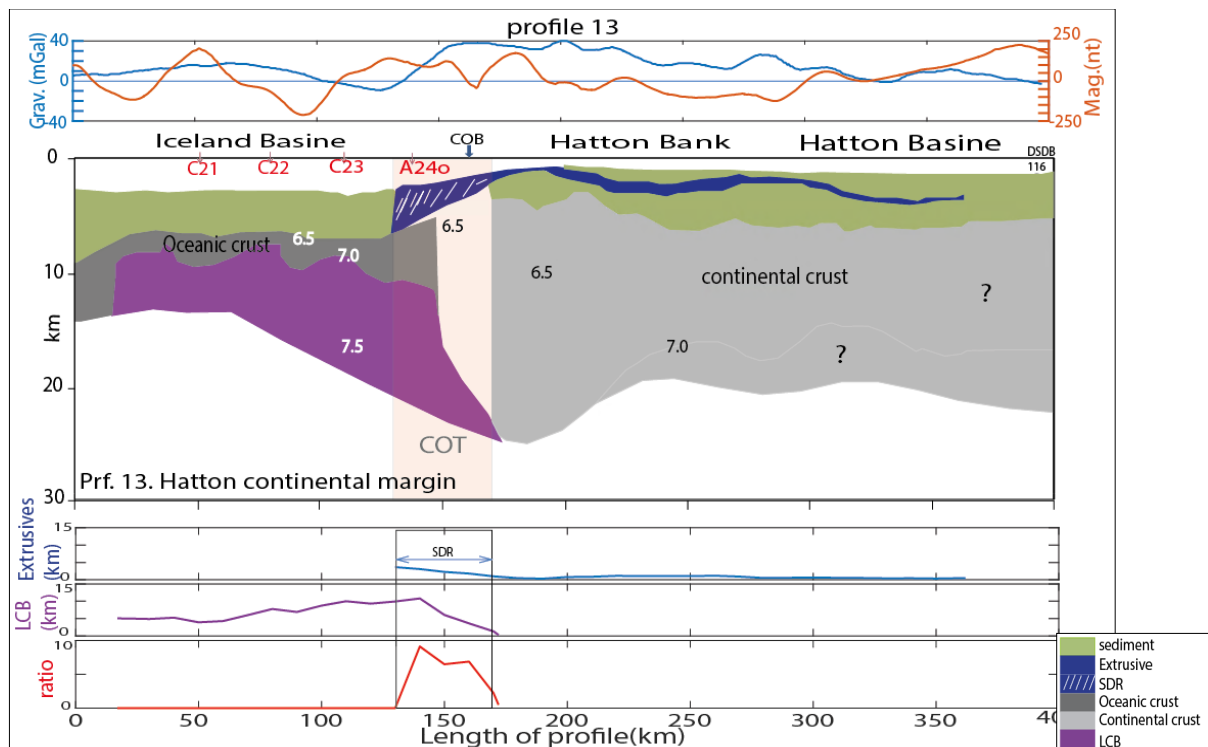 profile 13
40
0
-40
Grav. (mGal)
250
0
-250
Mag.(nt)
Iceland Basine
COB
Hatton Bank
Hatton Basine
DSDB
116
C21
C22
C23
A24o
0
10
20
30
km
Oceanic crust
6.5
7.0
7.5
6.5
6.5
continental crust
7.0
?
?
COT
Prf. 13. Hatton continental margin
Extrusives
(km)
15
0
SDR
LCB
(km)
15
0
ratio
10
0
0
50
100
150
200
250
300
350
40
Length of profile(km)
sediment
Extrusive
SDR
Oceanic crust
Continental crust
LCB